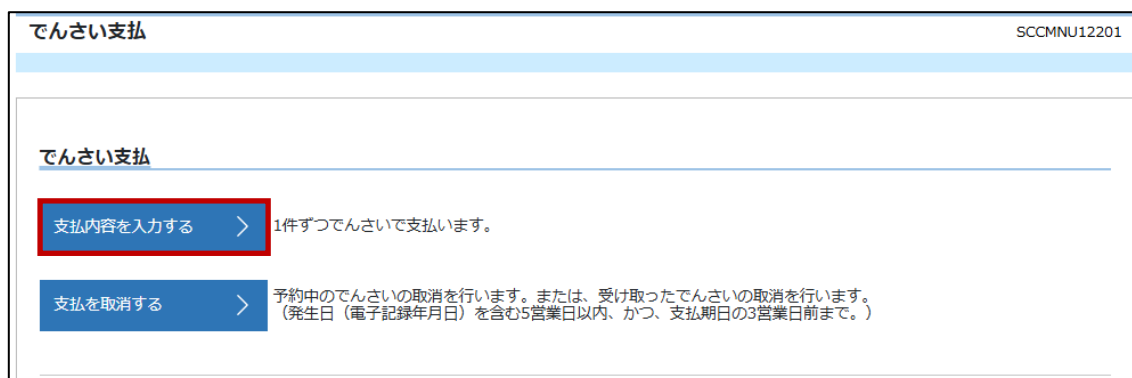 でんさい支払
SCCMNU12201
でんさい支払
支払内容を入力する
1件ずつでんさいで支払います。
支払を取消する
予約中のでんさいの取消を行います。または、受け取ったでんさいの取消を行います。
（発生日（電子記録年月日）を含む5営業日以内、かつ、支払期日の3営業日前まで。）